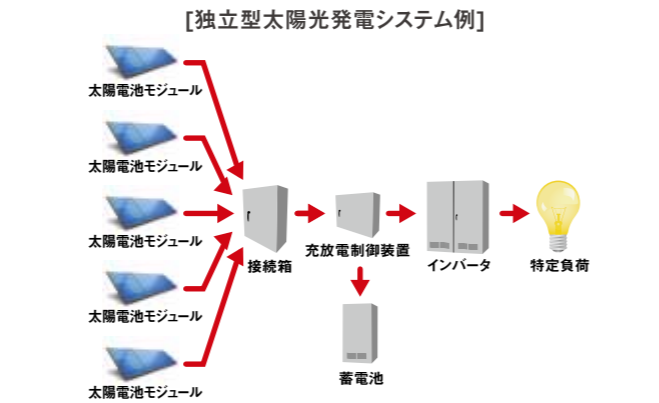 [独立型太陽光発電システム例]
太陽電池モジュール
太陽電池モジュール
太陽電池モジュール
太陽電池モジュール
太陽電池モジュール
接続箱
充放電制御装置
インバータ
特定負荷
蓄電池